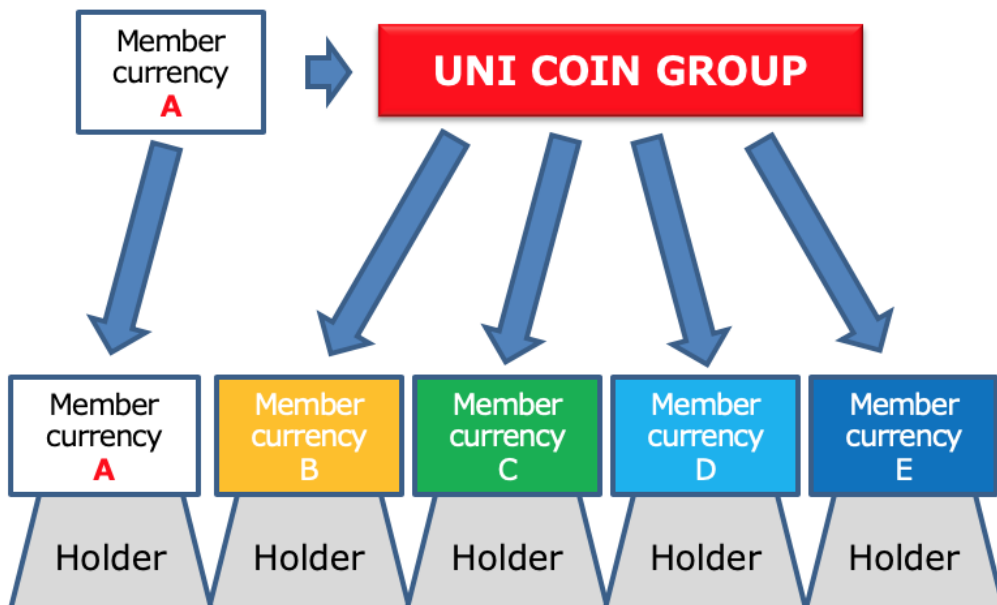 Member
currency
A
UNI COIN GROUP
Member
currency
A
Member
currency
B
Member
currency
C
Member
currency
D
Member
currency
E
Holder
Holder
Holder
Holder
Holder